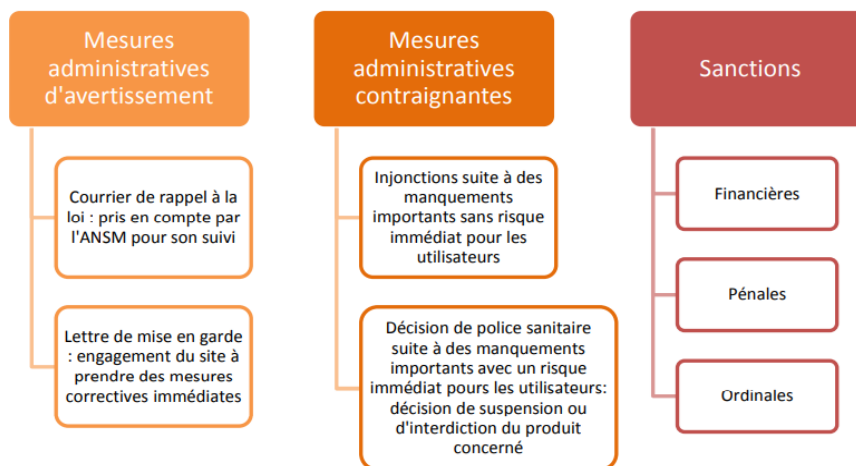 Mesures
administratives
d'avertissement
Courrier de rappel à la
loi : pris en compte par
l'ANSM pour son suivi
Lettre de mise en garde
: engagement du site à
prendre des mesures
correctives immédiates
Mesures
administratives
contraignantes
Injonctions suite à des
manquements
importants sans risque
immédiat pour les
utilisateurs
Décision de police sanitaire
suite à des manquements
importants avec un risque
immédiat pours les utilisateurs:
décision de suspension ou
d'interdiction du produit
concerné
Sanctions
Financières
Pénales
Ordinales